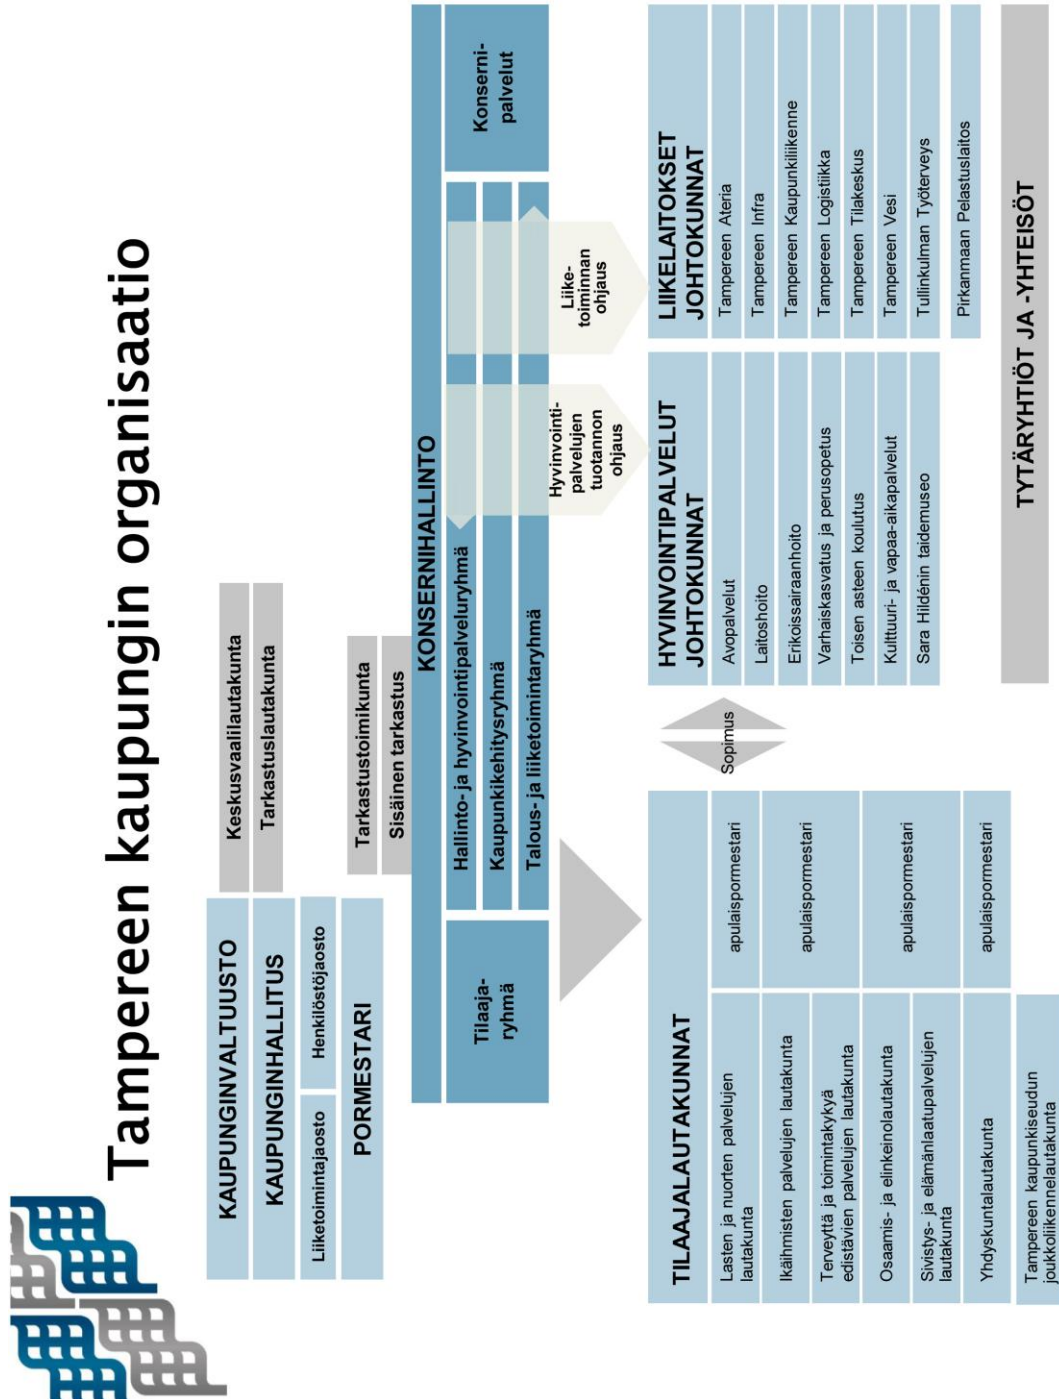 Tampereen kaupungin organisaatio
KAUPUNGINVALTUUSTO
Keskusvaalilautakunta
KAUPUNGINHALLITUS
Tarkastuslautakunta
Liiketoimintajaosto
Henkilöstöjaosto
PORMESTARI
Tarkastustoimikunta
Sisäinen tarkastus
KONSERNIHALLINTO
Tilaaja-
ryhmä
Hallinto- ja hyvinvointipalveluryhmä
Kaupunkikehitysryhmä
Talous- ja liiketoimintaryhmä
Konserni-
palvelut
Hyvinvointi-
palvelujen
tuotannon
ohjaus
Liike-
toiminnan
ohjaus
TILAAJALAUTAKUNNAT
Lasten ja nuorten palvelujen
lautakunta
apulaispormestari
Ikäihmisten palvelujen lautakunta
apulaispormestari
Terveyttä ja toimintakykyä
edistävien palvelujen lautakunta
Osaamis- ja elinkeinolautakunta
apulaispormestari
Sivistys- ja elämänlaatupalvelujen
lautakunta
Yhdyskuntalautakunta
apulaispormestari
Tampereen kaupunkiseudun
joukkoliikennelautakunta
Sopimus
HYVINVOINTIPALVELUT
JOHTOKUNNAT
Avopalvelut
Laitoshoito
Erikoissairaanhoito
Varhaiskasvatus ja perusopetus
Toisen asteen koulutus
Kulttuuri- ja vapaa-aikapalvelut
Sara Hildénin taidemuseo
LIIKELAITOKSET
JOHTOKUNNAT
Tampereen Ateria
Tampereen Infra
Tampereen Kaupunkiliikenne
Tampereen Logistiikka
Tampereen Tilakeskus
Tampereen Vesi
Tullinkulman Työterveys
Pirkanmaan Pelastuslaitos
TYTÄRYHTIÖT JA -YHTEISÖT